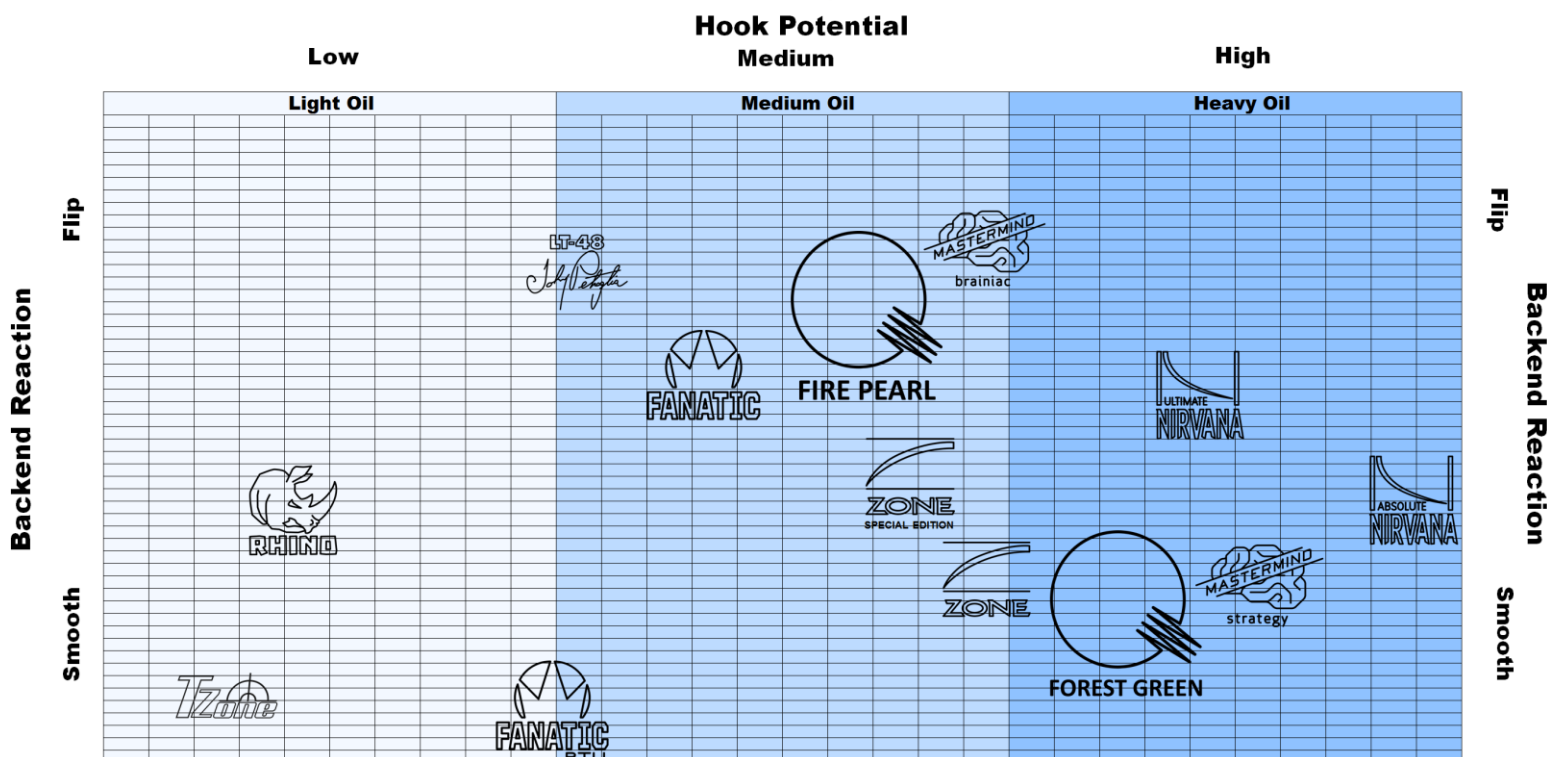 Hook Potential
Low
Medium
High
Light Oil
Medium Oil
Heavy Oil
Flip
Flip
LT-48
MASTERMIND
brainiac
Backend Reaction
Backend Reaction
FANATIC
FIRE PEARL
ULTIMATE
NIRVANA
ZONE
SPECIAL EDITION
ABSOLUTE
NIRVANA
RHINO
ZONE
MASTERMIND
strategy
Smooth
Smooth
FOREST GREEN
TZone
FANATIC